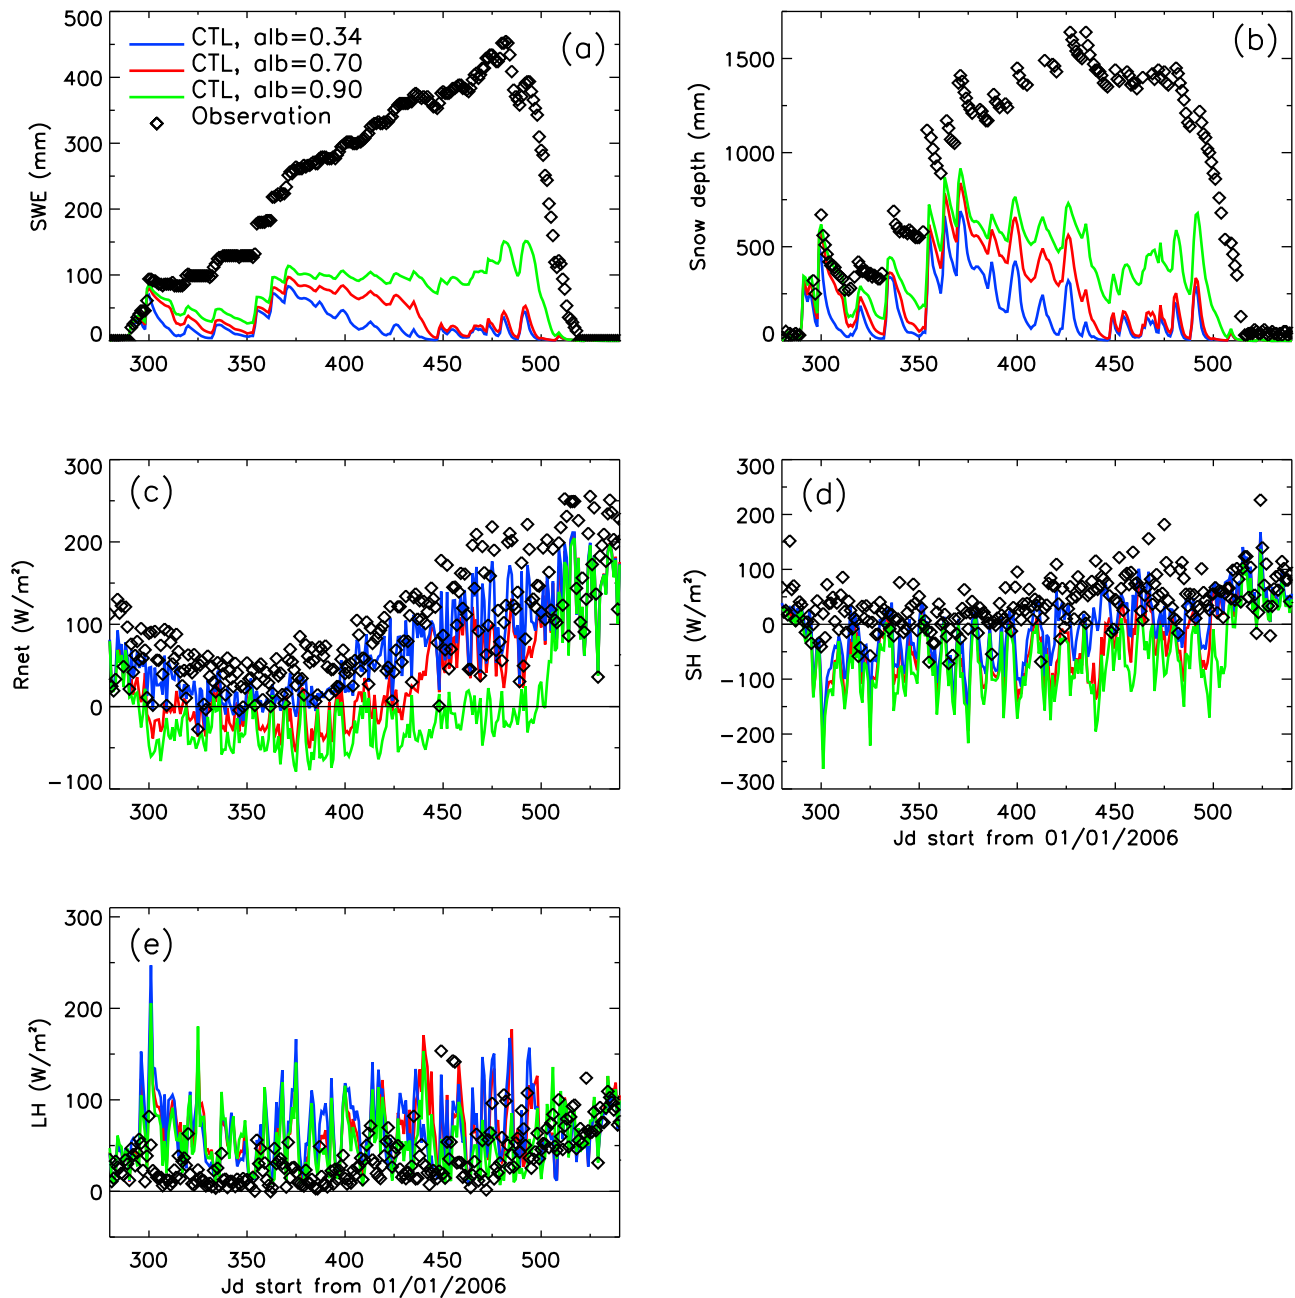 500
400
300
200
100
0
SWE (mm)
CTL, alb=0.34
CTL, alb=0.70
CTL, alb=0.90
Observation
(a)
300 350 400 450 500
1500
1000
500
0
Snow depth (mm)
(b)
300 350 400 450 500
300
200
100
0
−100
Rnet (W/m²)
(c)
300 350 400 450 500
300
200
100
0
−100
−200
−300
SH (W/m²)
(d)
300 350 400 450 500
Jd start from 01/01/2006
300
200
100
0
LH (W/m²)
(e)
300 350 400 450 500
Jd start from 01/01/2006